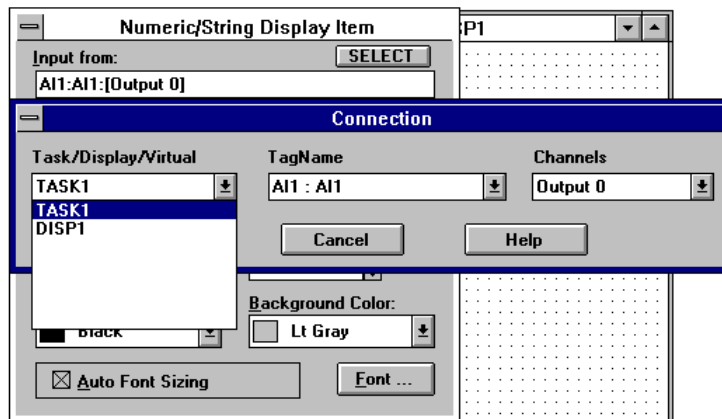 Numeric/String Display Item
Input from:
SELECT
AI1:AI1:[Output 0]
Connection
Task/Display/Virtual
TagName
Channels
TASK1
AI1 : AI1
Output 0
TASK1
DISP1
Cancel
Help
Background Color:
Black
Lt Gray
Auto Font Sizing
Font ...